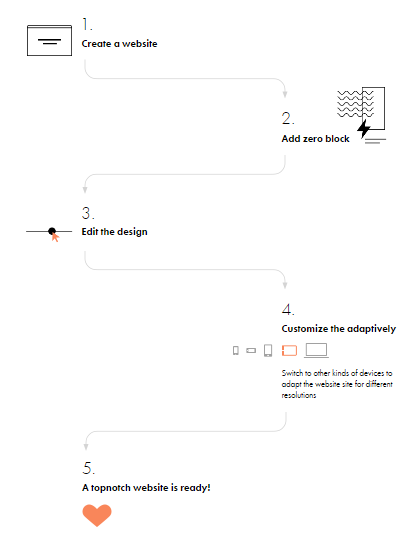 1.
Create a website
2.
Add zero block
3.
Edit the design
4.
Customize the adaptively
Switch to other kinds of devices to
adapt the website site for different
resolutions
5.
A topnotch website is ready!